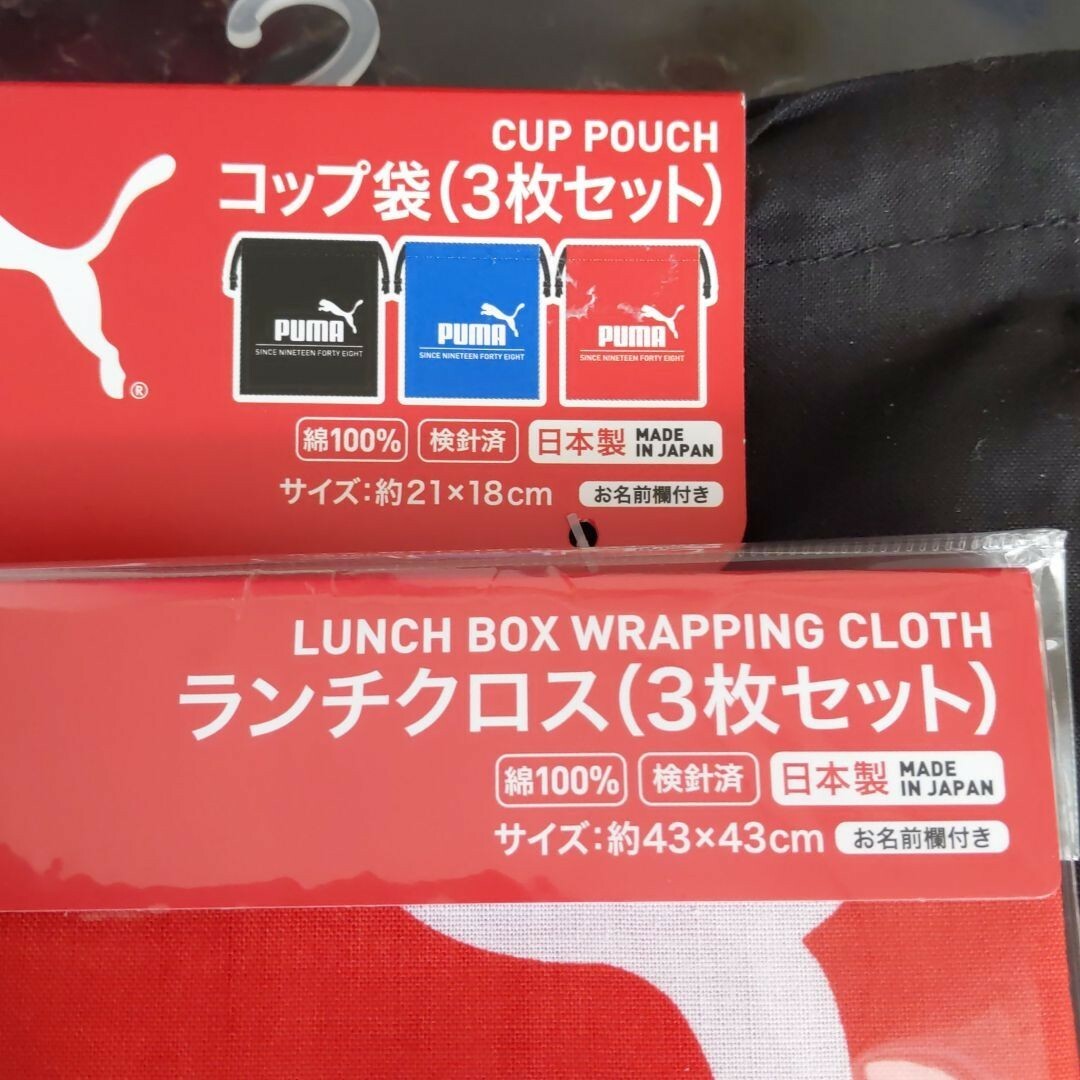 CUP POUCH
コップ袋(3枚セット)
PUMA
SINCE NINETEEN FORTY EIGHT
PUMA
SINCE NINETEEN FORTY EIGHT
PUMA
SINCE NINETEEN FORTY EIGHT
®
綿100% 検針済 日本製 MADE IN JAPAN
サイズ:約21×18cm お名前欄付き
LUNCH BOX WRAPPING CLOTH
ランチクロス(3枚セット)
綿100% 検針済 日本製 MADE IN JAPAN
サイズ:約43×43cm お名前欄付き